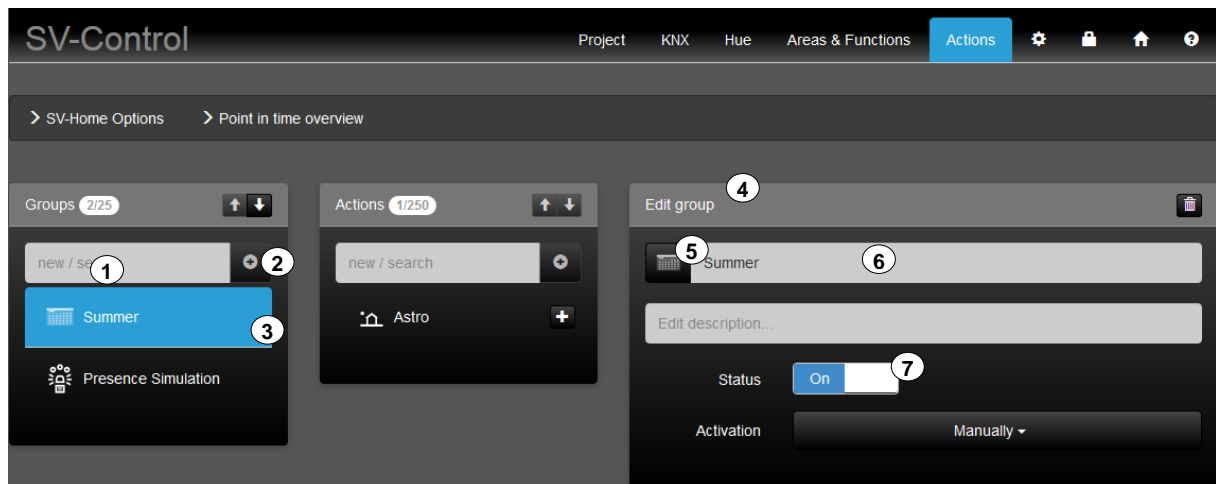 SV-Control
Project KNX Hue Areas & Functions Actions
SV-Home Options Point in time overview
Groups 2/25
new / se
1
2
Summer
3
Presence Simulation
Actions 1/250
new / search
Astro
Edit group
4
5
Summer
6
Edit description...
Status On
7
Activation Manually